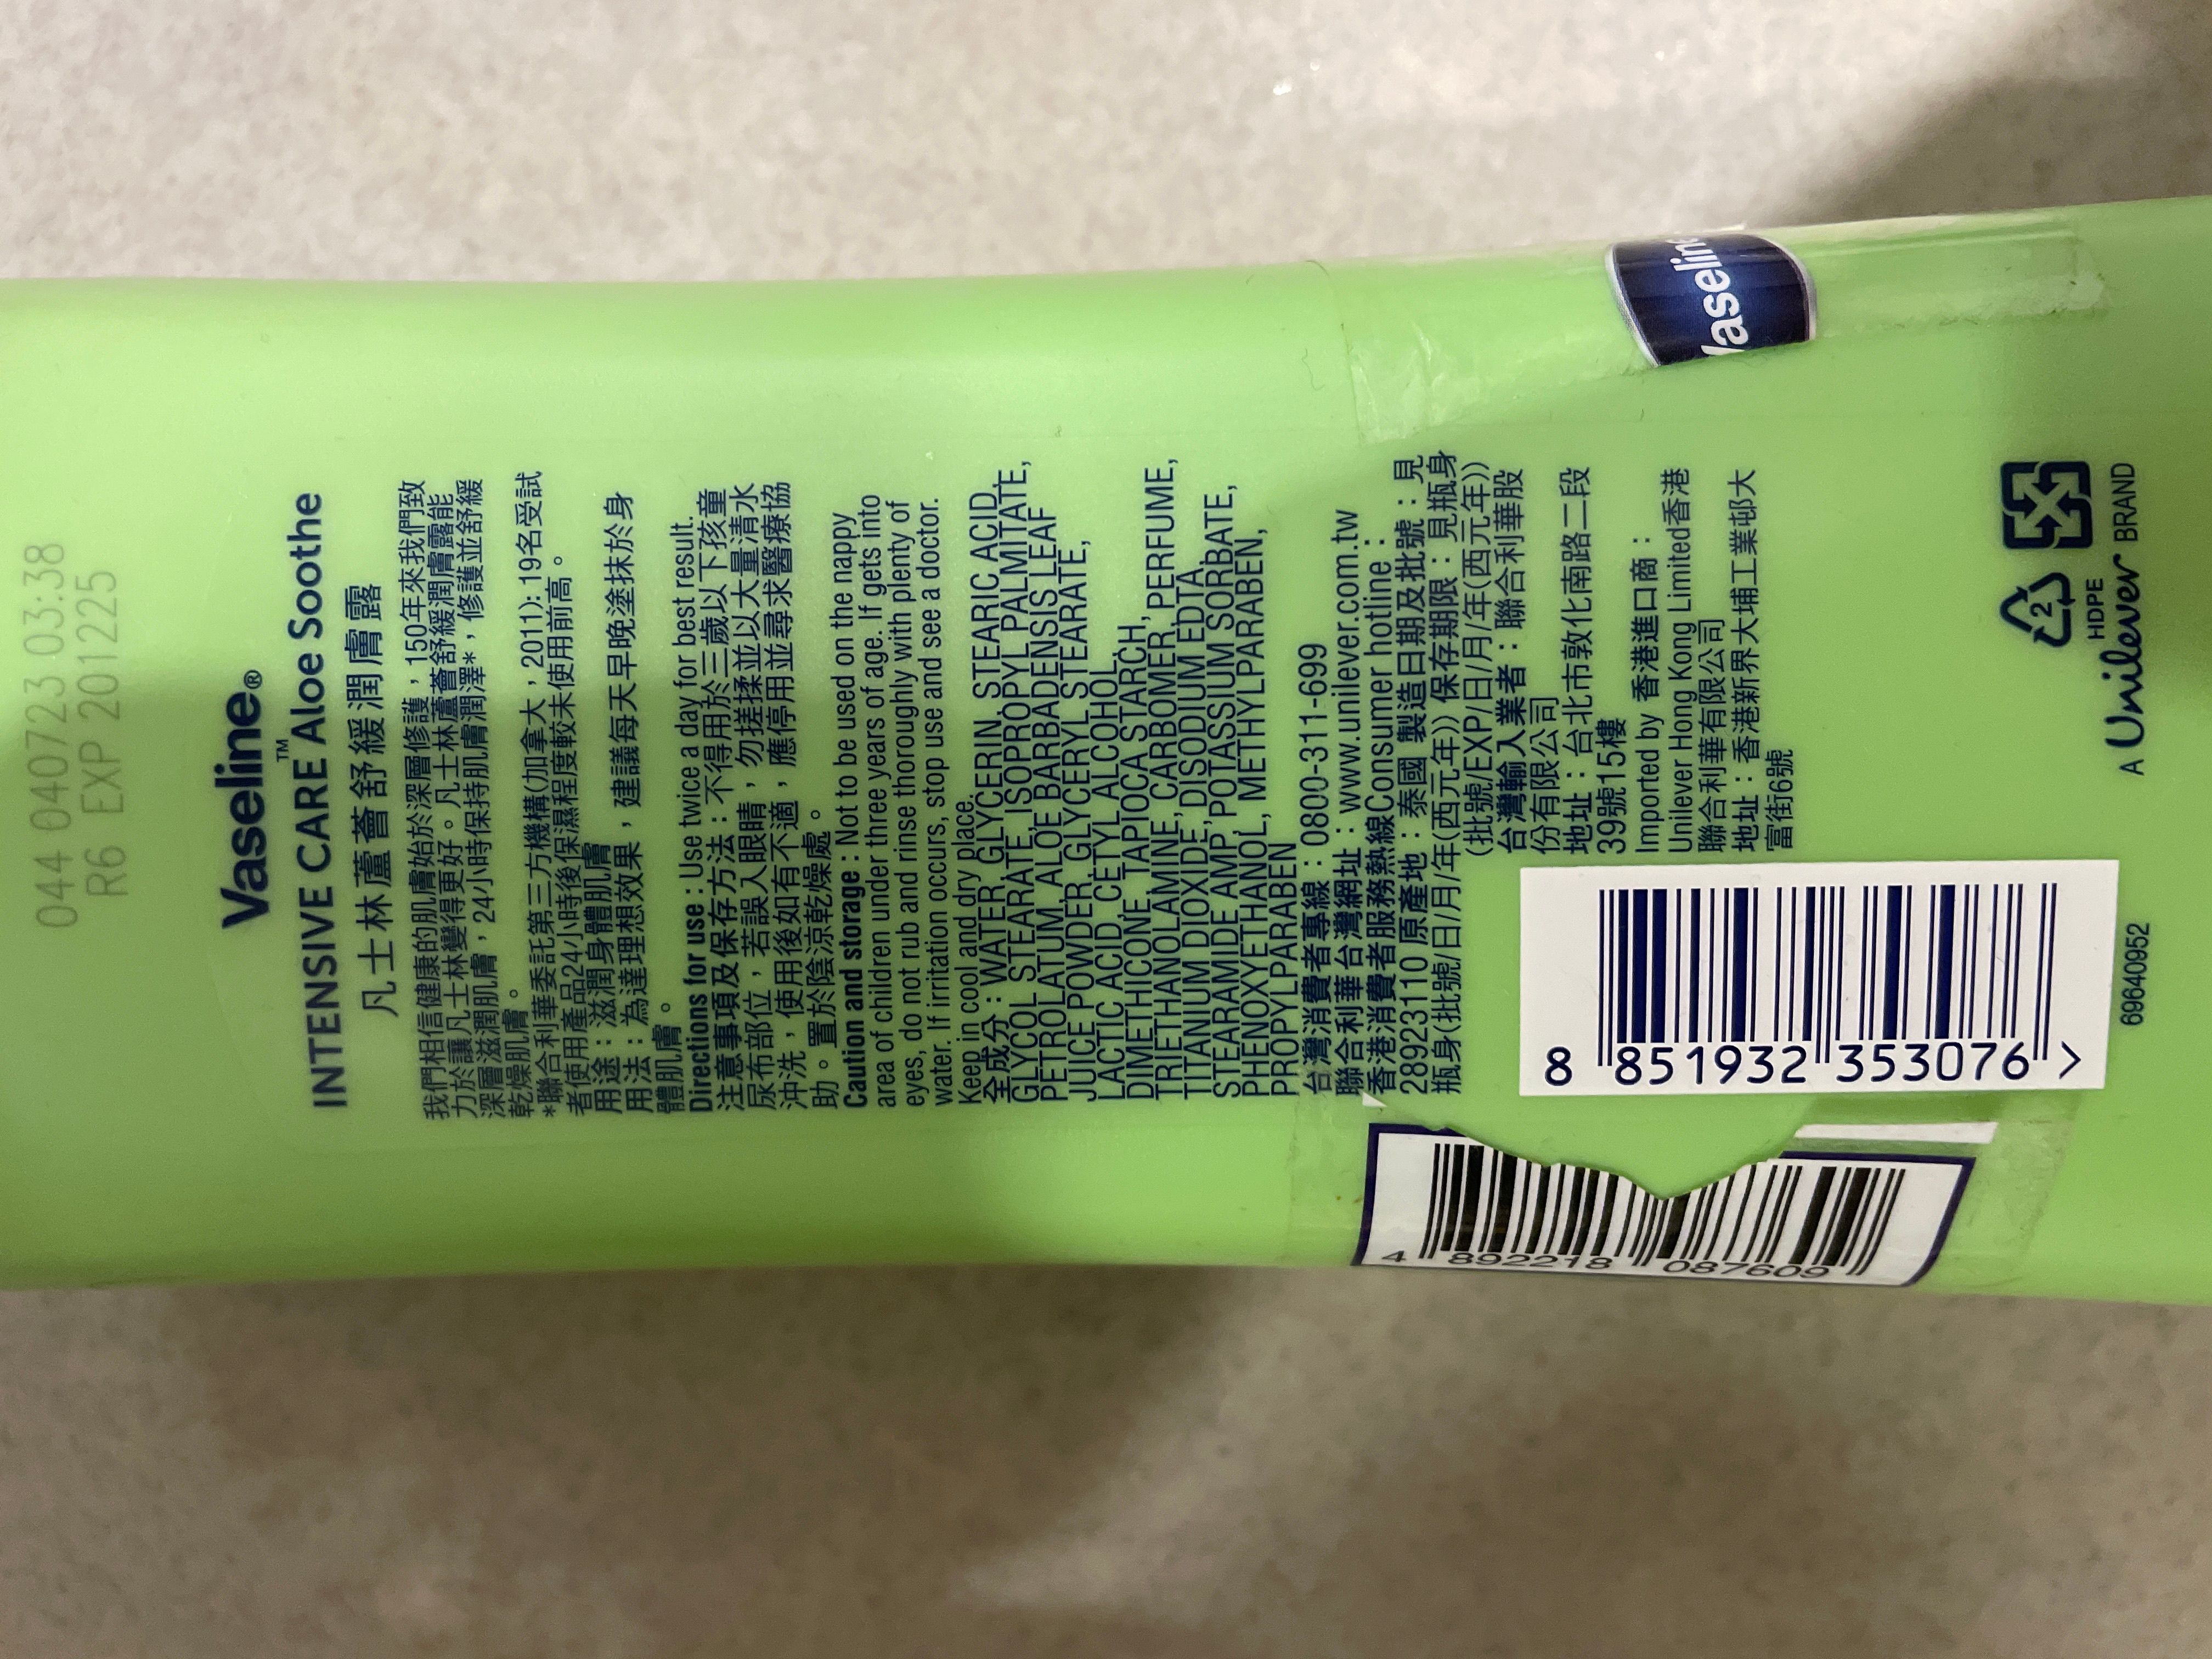 044 040723 03:38
R6 EXP 201225
Vaseline®
INTENSIVE CARE™ Aloe Soothe
凡士林蘆薈舒緩潤膚露
我們相信健康的肌膚始於深層修護，150年來我們致
力於讓凡士林變得更好。凡士林蘆薈舒緩潤膚露能
深層滋潤肌膚，24小時保持肌膚潤澤*，修護並舒緩
乾燥肌膚。
*聯合利華委託第三方機構(加拿大，2011): 19名受試
者使用產品24小時後保濕程度較未使用前高。
用途：滋潤身體肌膚
用法：為達理想效果，建議每天早晚塗抹於身
體肌膚。
Directions for use : Use twice a day for best result.
注意事項及保存方法：不得用於三歲以下孩童
尿布部位，若誤入眼睛，勿搓揉並以大量清水
沖洗，使用後如有不適，應停用並尋求醫療協
助。置於陰涼乾燥處。
Caution and storage : Not to be used on the nappy
area of children under three years of age. If gets into
eyes, do not rub and rinse thoroughly with plenty of
water. If irritation occurs, stop use and see a doctor.
Keep in cool and dry place.
全成分：WATER, GLYCERIN, STEARIC ACID,
GLYCOL STEARATE, ISOPROPYL PALMITATE,
PETROLATUM, ALOE BARBADENSIS LEAF
JUICE POWDER, GLYCERYL STEARATE,
LACTIC ACID, CETYL ALCOHOL,
DIMETHICONE, TAPIOCA STARCH,
TRIETHANOLAMINE, CARBOMER, PERFUME,
TITANIUM DIOXIDE, DISODIUM EDTA,
STEARAMIDE AMP, POTASSIUM SORBATE,
PHENOXYETHANOL, METHYLPARABEN,
PROPYLPARABEN
台灣消費者專線：0800-311-699
聯合利華台灣網址：www.unilever.com.tw
香港消費者服務熱線Consumer hotline :
28923110 原產地：泰國 製造日期及批號：見
瓶身(批號/日/月/年(西元年)) 保存期限：見瓶身
(批號/EXP/日/月/年(西元年))
台灣輸入業者：聯合利華股
份有限公司
地址：台北市敦化南路二段
39號15樓
Imported by 香港進口商：
Unilever Hong Kong Limited香港
聯合利華有限公司
地址：香港新界大埔工業邨大
富街6號
8 851932 353076 >
69640952
4 892218 087609
Vaseline
2
HDPE
A Unilever BRAND